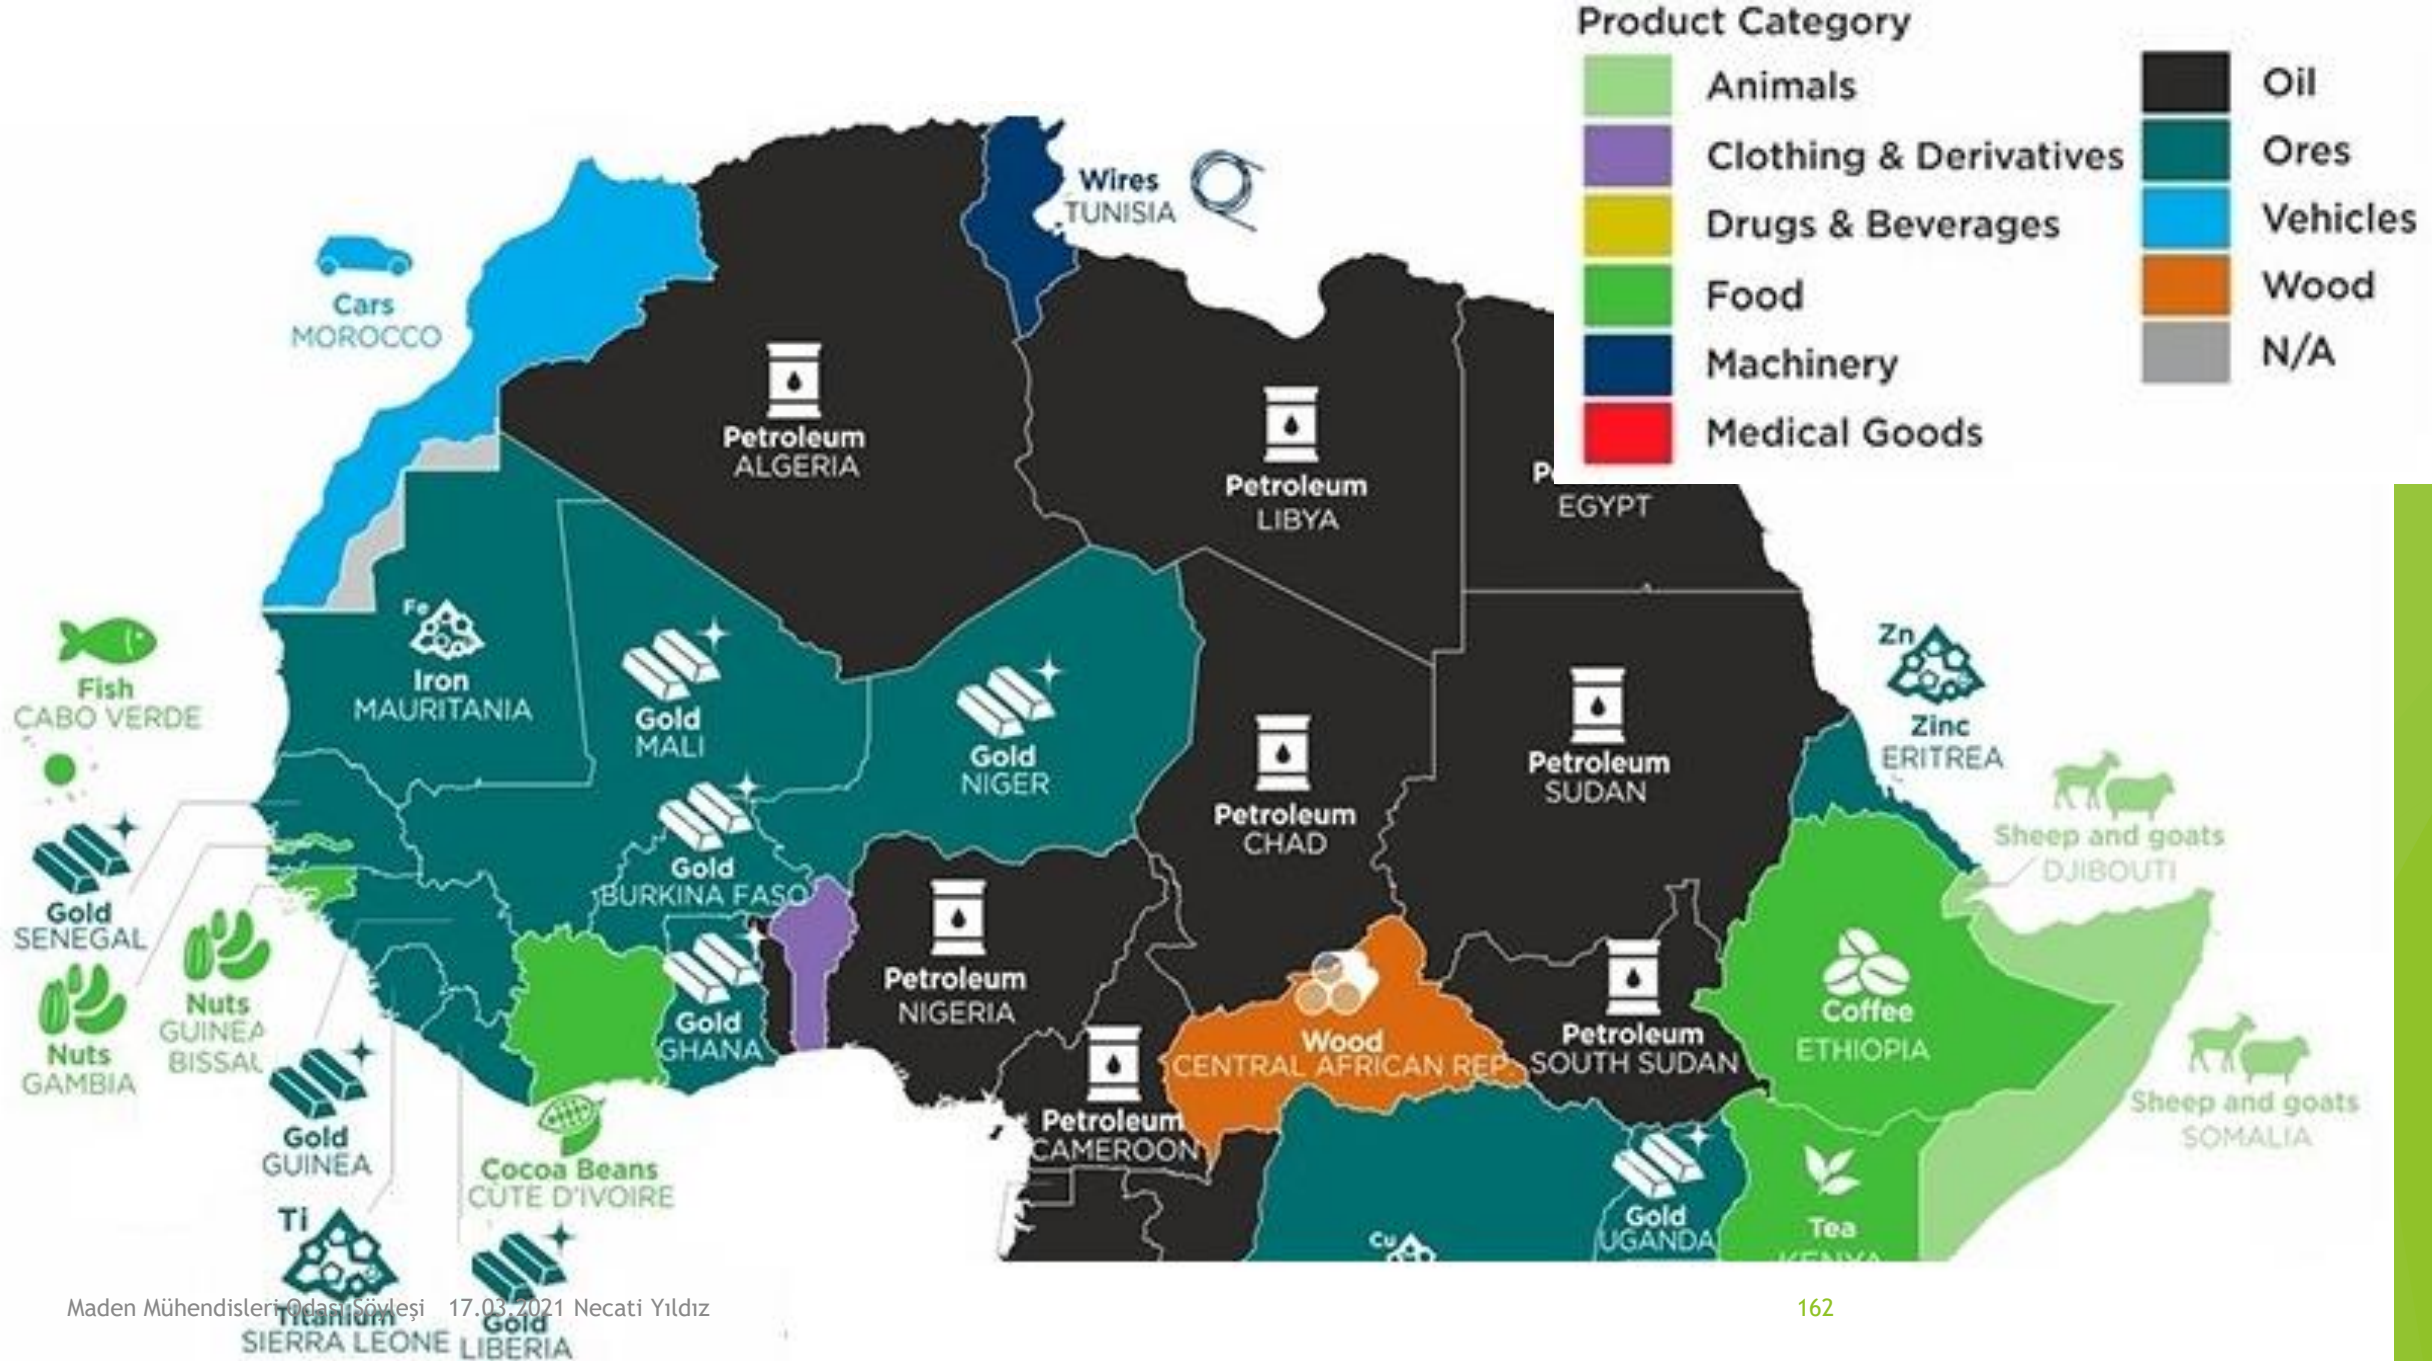 Product Category
Animals
Clothing & Derivatives
Drugs & Beverages
Food
Machinery
Medical Goods
Oil
Ores
Vehicles
Wood
N/A
Wires
TUNISIA
Cars
MOROCCO
Petroleum
ALGERIA
Petroleum
LIBYA
EGYPT
Fe
Iron
MAURITANIA
Gold
MALI
Gold
NIGER
Petroleum
CHAD
Petroleum
SUDAN
Zn
Zinc
ERITREA
Fish
CABO VERDE
Sheep and goats
DJIBOUTI
Gold
BURKINA FASO
Gold
SENEGAL
Nuts
GUINEA
BISSAU
Nuts
GAMBIA
Gold
GHANA
Petroleum
NIGERIA
Wood
CENTRAL AFRICAN REP.
Petroleum
SOUTH SUDAN
Coffee
ETHIOPIA
Petroleum
CAMEROON
Sheep and goats
SOMALIA
Gold
GUINEA
Cocoa Beans
CÙTE D'IVOIRE
Gold
UGANDA
Tea
KENYA
Cu
Ti
Titanium
SIERRA LEONE
Gold
LIBERIA
Maden Mühendisleri Odası Söyleşi 17.03.2021 Necati Yıldız
162